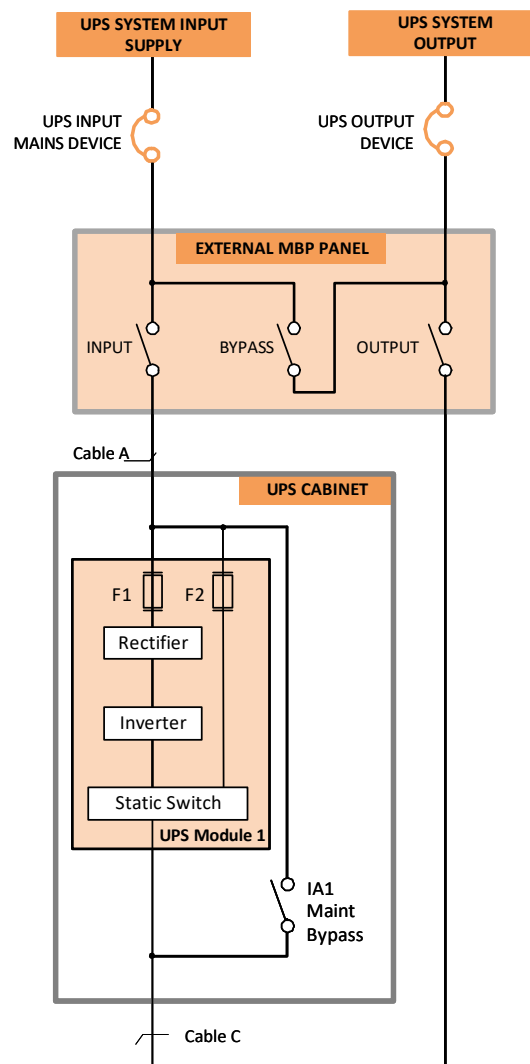 UPS SYSTEM INPUT
SUPPLY
UPS SYSTEM
OUTPUT
UPS INPUT
MAINS DEVICE
UPS OUTPUT
DEVICE
EXTERNAL MBP PANEL
INPUT
BYPASS
OUTPUT
Cable A
UPS CABINET
F1
F2
Rectifier
Inverter
Static Switch
UPS Module 1
IA1
Maint
Bypass
Cable C